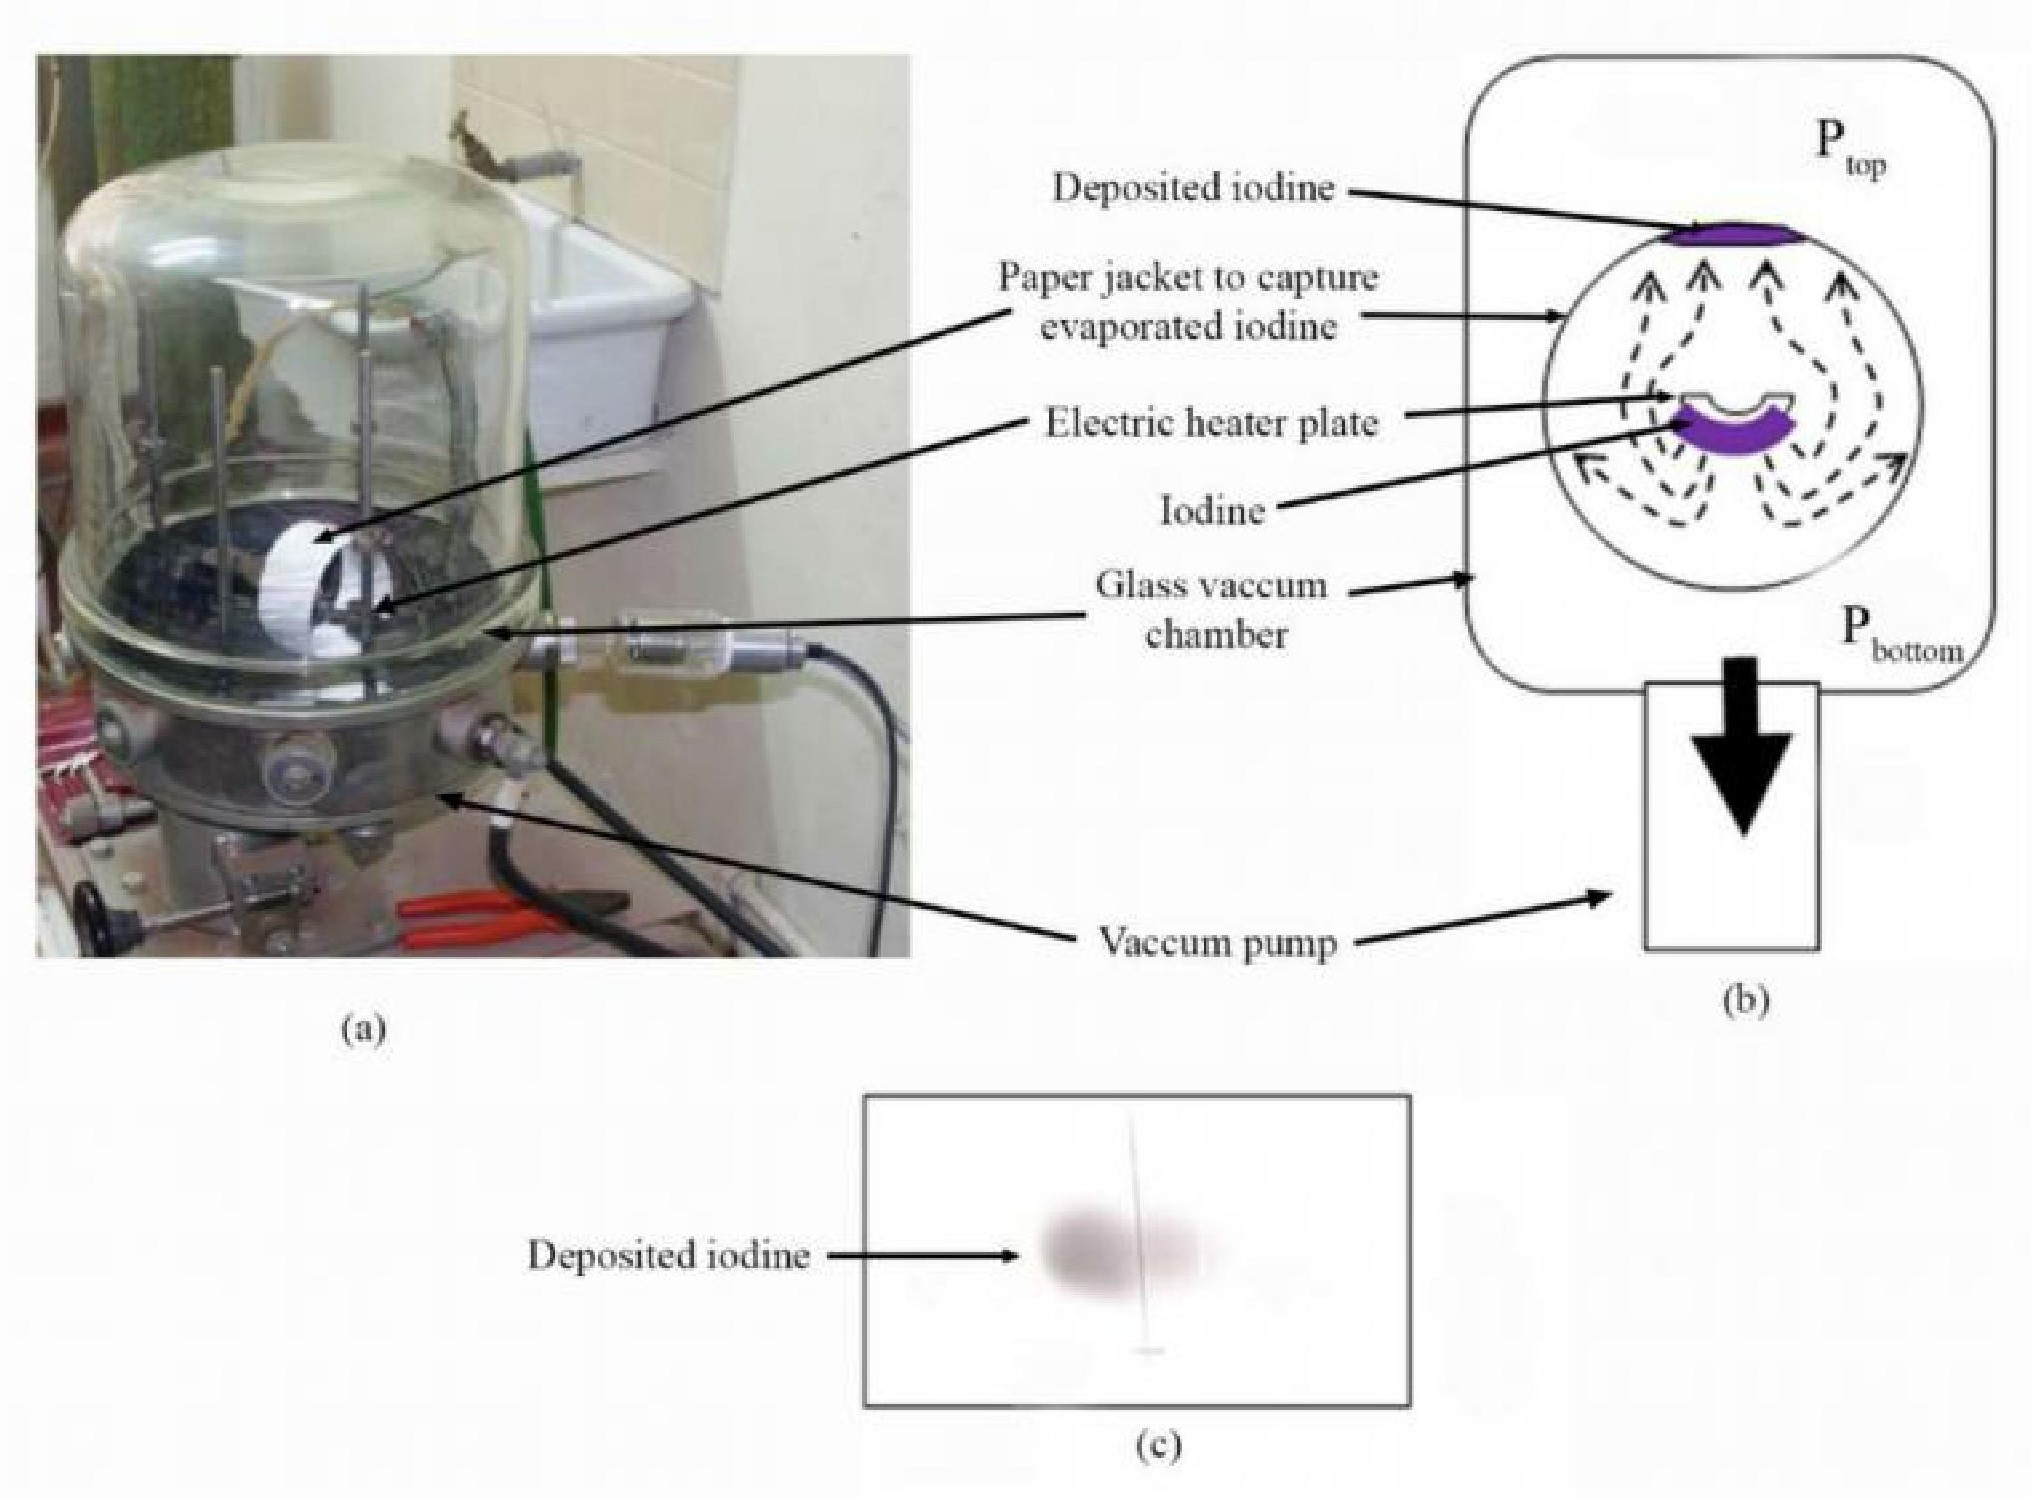 P
top
Deposited iodine
Paper jacket to capture
evaporated iodine
Electric heater plate
Iodine
Glass vaccum
chamber
P
bottom
Vaccum pump
(a)
(b)
Deposited iodine
(c)